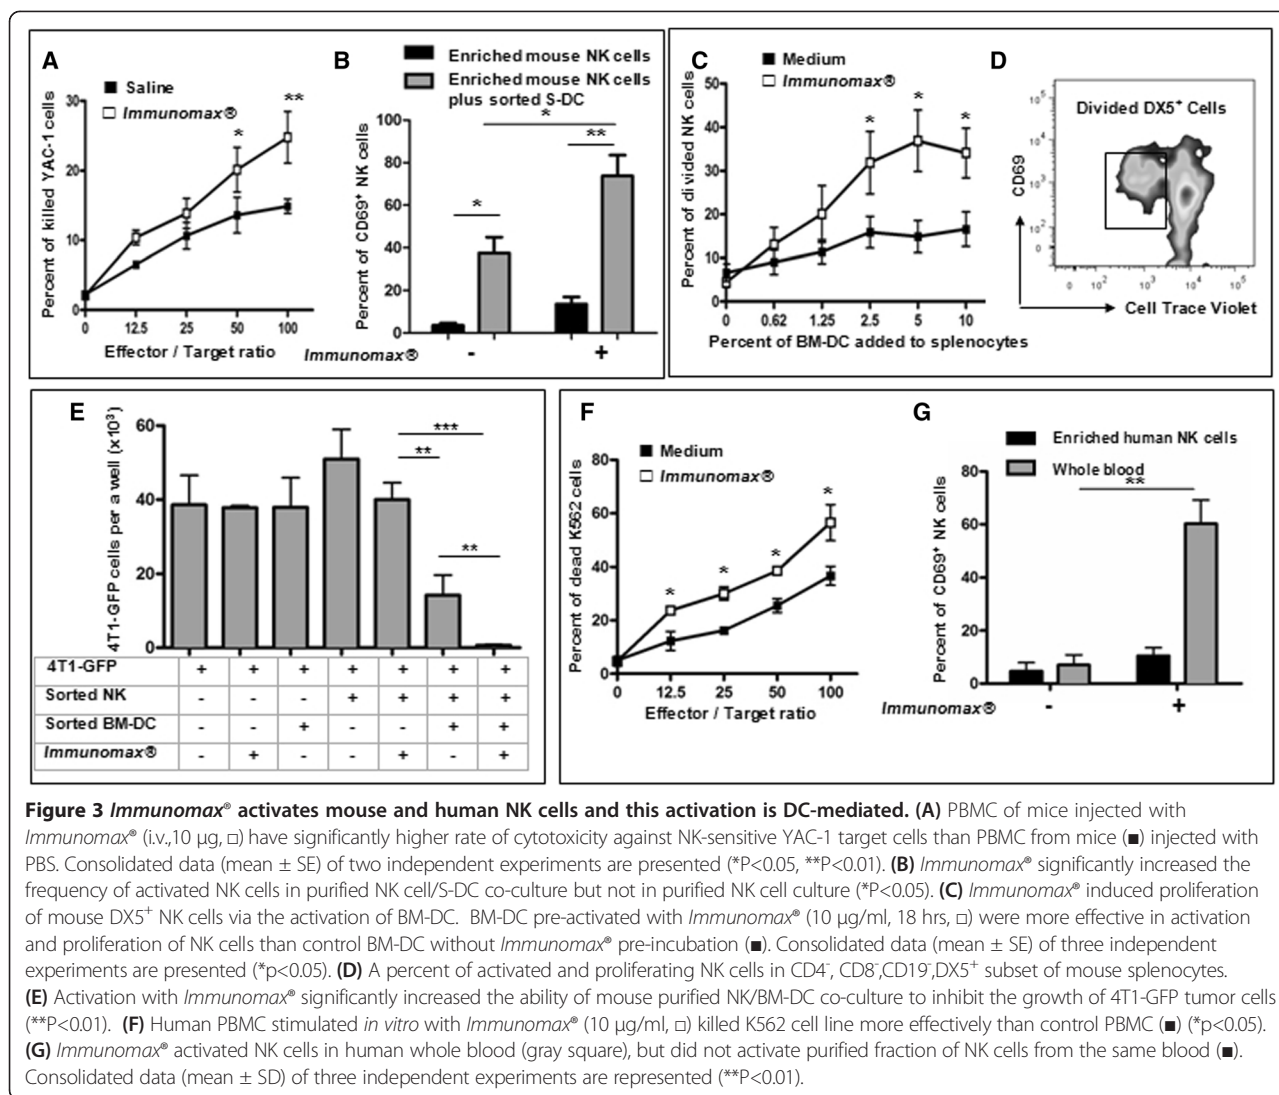 A
Saline
Immunomax®
Percent of killed YAC-1 cells
30
20
10
0
*
**
0 12.5 25 50 100
Effector / Target ratio
B
Enriched mouse NK cells
Enriched mouse NK cells
plus sorted S-DC
Percent of CD69⁺ NK cells
100
80
60
40
20
0
*
**
*
Immunomax® - +
C
Medium
Immunomax®
Percent of divided NK cells
50
40
30
20
10
0
* * *
0 0.62 1.25 2.5 5 10
Percent of BM-DC added to splenocytes
D
Divided DX5⁺ Cells
CD69
10⁵
10⁴
10³
10²
0
0 10² 10³ 10⁴ 10⁵
Cell Trace Violet
E
4T1-GFP cells per a well (x10³)
60
40
20
0
***
**
**
4T1-GFP + + + + + + +
Sorted NK - - - + + + +
Sorted BM-DC - - + - - + +
Immunomax® - + - - + - +
F
Medium
Immunomax®
Percent of dead K562 cells
80
60
40
20
0
* * * *
0 12.5 25 50 100
Effector / Target ratio
G
Enriched human NK cells
Whole blood
Percent of CD69⁺ NK cells
80
60
40
20
0
**
Immunomax® - +
Figure 3 Immunomax® activates mouse and human NK cells and this activation is DC-mediated. (A) PBMC of mice injected with
Immunomax® (i.v.,10 µg, □) have significantly higher rate of cytotoxicity against NK-sensitive YAC-1 target cells than PBMC from mice (■) injected with
PBS. Consolidated data (mean ± SE) of two independent experiments are presented (*P<0.05, **P<0.01). (B) Immunomax® significantly increased the
frequency of activated NK cells in purified NK cell/S-DC co-culture but not in purified NK cell culture (*P<0.05). (C) Immunomax® induced proliferation
of mouse DX5⁺ NK cells via the activation of BM-DC. BM-DC pre-activated with Immunomax® (10 µg/ml, 18 hrs, □) were more effective in activation
and proliferation of NK cells than control BM-DC without Immunomax® pre-incubation (■). Consolidated data (mean ± SE) of three independent
experiments are presented (*p<0.05). (D) A percent of activated and proliferating NK cells in CD4⁻, CD8⁻,CD19⁻,DX5⁺ subset of mouse splenocytes.
(E) Activation with Immunomax® significantly increased the ability of mouse purified NK/BM-DC co-culture to inhibit the growth of 4T1-GFP tumor cells
(**P<0.01). (F) Human PBMC stimulated in vitro with Immunomax® (10 µg/ml, □) killed K562 cell line more effectively than control PBMC (■) (*p<0.05).
(G) Immunomax® activated NK cells in human whole blood (gray square), but did not activate purified fraction of NK cells from the same blood (■).
Consolidated data (mean ± SD) of three independent experiments are represented (**P<0.01).